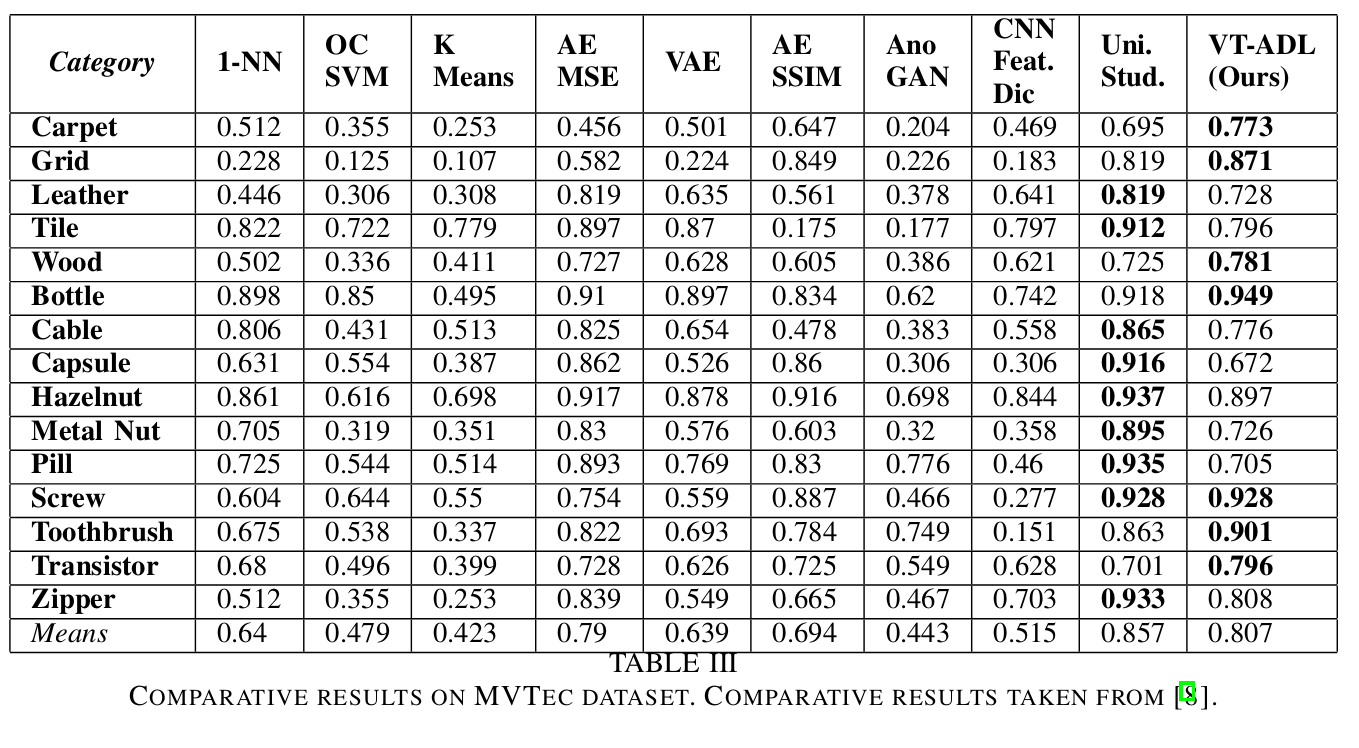 Category 1-NN OC SVM K Means AE MSE VAE AE SSIM Ano GAN CNN Feat. Dic Uni. Stud. VT-ADL (Ours)
Carpet 0.512 0.355 0.253 0.456 0.501 0.647 0.204 0.469 0.695 0.773
Grid 0.228 0.125 0.107 0.582 0.224 0.849 0.226 0.183 0.819 0.871
Leather 0.446 0.306 0.308 0.819 0.635 0.561 0.378 0.641 0.819 0.728
Tile 0.822 0.722 0.779 0.897 0.87 0.175 0.177 0.797 0.912 0.796
Wood 0.502 0.336 0.411 0.727 0.628 0.605 0.386 0.621 0.725 0.781
Bottle 0.898 0.85 0.495 0.91 0.897 0.834 0.62 0.742 0.918 0.949
Cable 0.806 0.431 0.513 0.825 0.654 0.478 0.383 0.558 0.865 0.776
Capsule 0.631 0.554 0.387 0.862 0.526 0.86 0.306 0.306 0.916 0.672
Hazelnut 0.861 0.616 0.698 0.917 0.878 0.916 0.698 0.844 0.937 0.897
Metal Nut 0.705 0.319 0.351 0.83 0.576 0.603 0.32 0.358 0.895 0.726
Pill 0.725 0.544 0.514 0.893 0.769 0.83 0.776 0.46 0.935 0.705
Screw 0.604 0.644 0.55 0.754 0.559 0.887 0.466 0.277 0.928 0.928
Toothbrush 0.675 0.538 0.337 0.822 0.693 0.784 0.749 0.151 0.863 0.901
Transistor 0.68 0.496 0.399 0.728 0.626 0.725 0.549 0.628 0.701 0.796
Zipper 0.512 0.355 0.253 0.839 0.549 0.665 0.467 0.703 0.933 0.808
Means 0.64 0.479 0.423 0.79 0.639 0.694 0.443 0.515 0.857 0.807
TABLE III
COMPARATIVE RESULTS ON MVTEC DATASET. COMPARATIVE RESULTS TAKEN FROM [8].